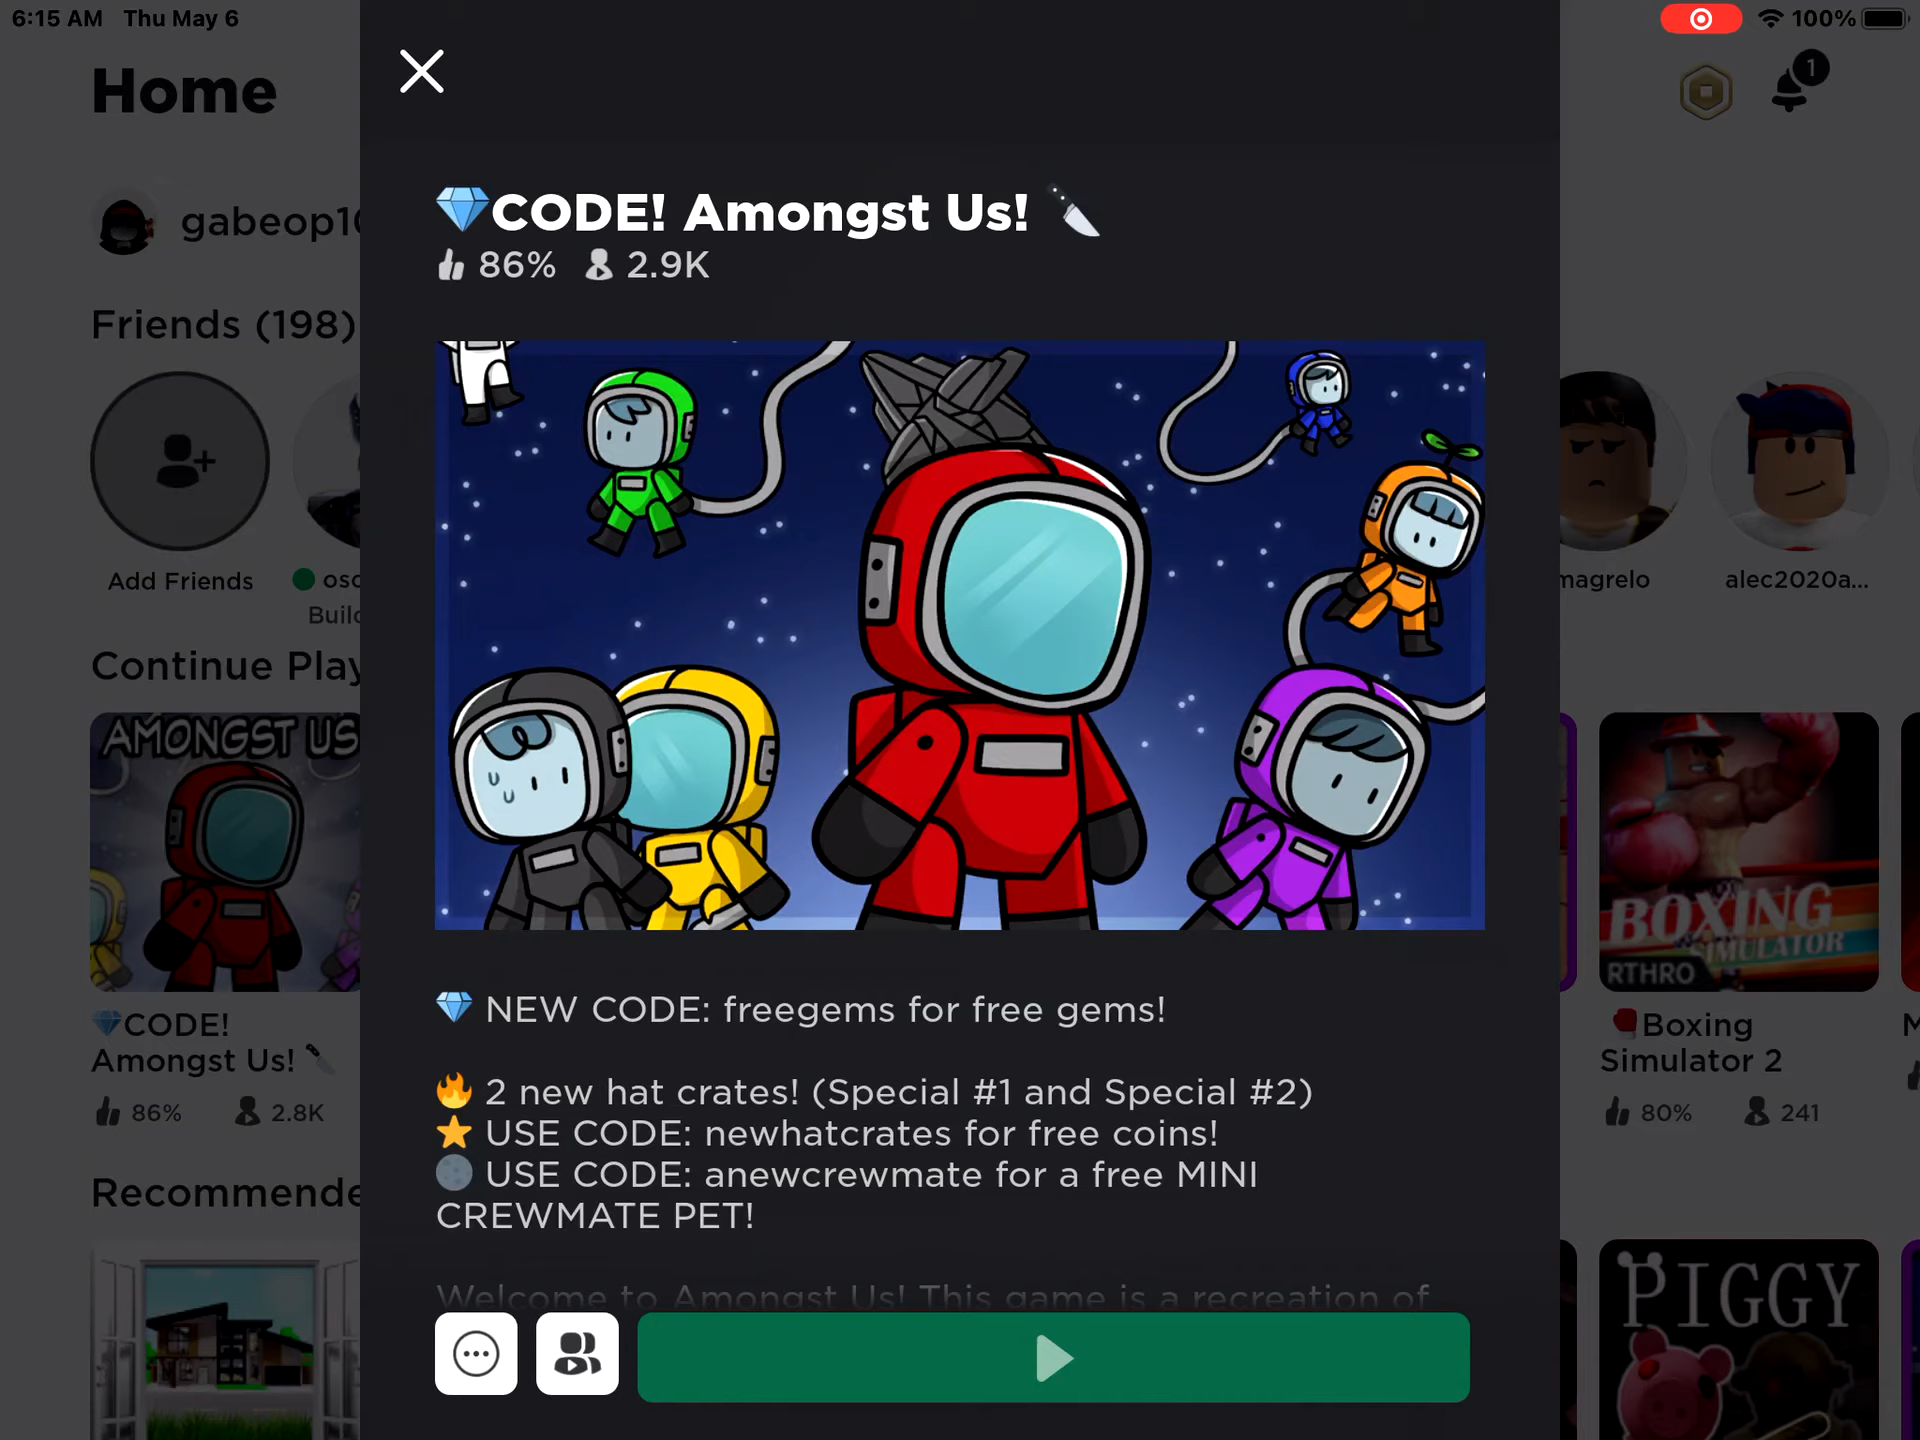 6:15 AM Thu May 6
100%
Home
1
gabeop10
💎CODE! Amongst Us! 🔪
86% 2.9K
Friends (198)
Add Friends
osc
Build
magrelo
alec2020a...
Continue Play
AMONGST US
💎CODE!
Amongst Us! 🔪
86% 2.8K
BOXING
SIMULATOR
RTHRO
🥊Boxing
Simulator 2
80% 241
M
💎 NEW CODE: freegems for free gems!
🔥 2 new hat crates! (Special #1 and Special #2)
⭐ USE CODE: newhatcrates for free coins!
🌑 USE CODE: anewcrewmate for a free MINI
CREWMATE PET!
Welcome to Amongst Us! This game is a recreation of
Recommende
PIGGY